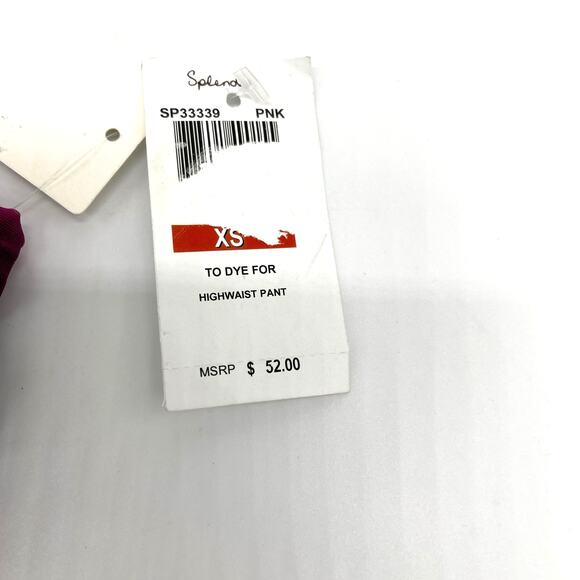 Splend
SP33339 PNK
XS
TO DYE FOR
HIGHWAIST PANT
MSRP $ 52.00